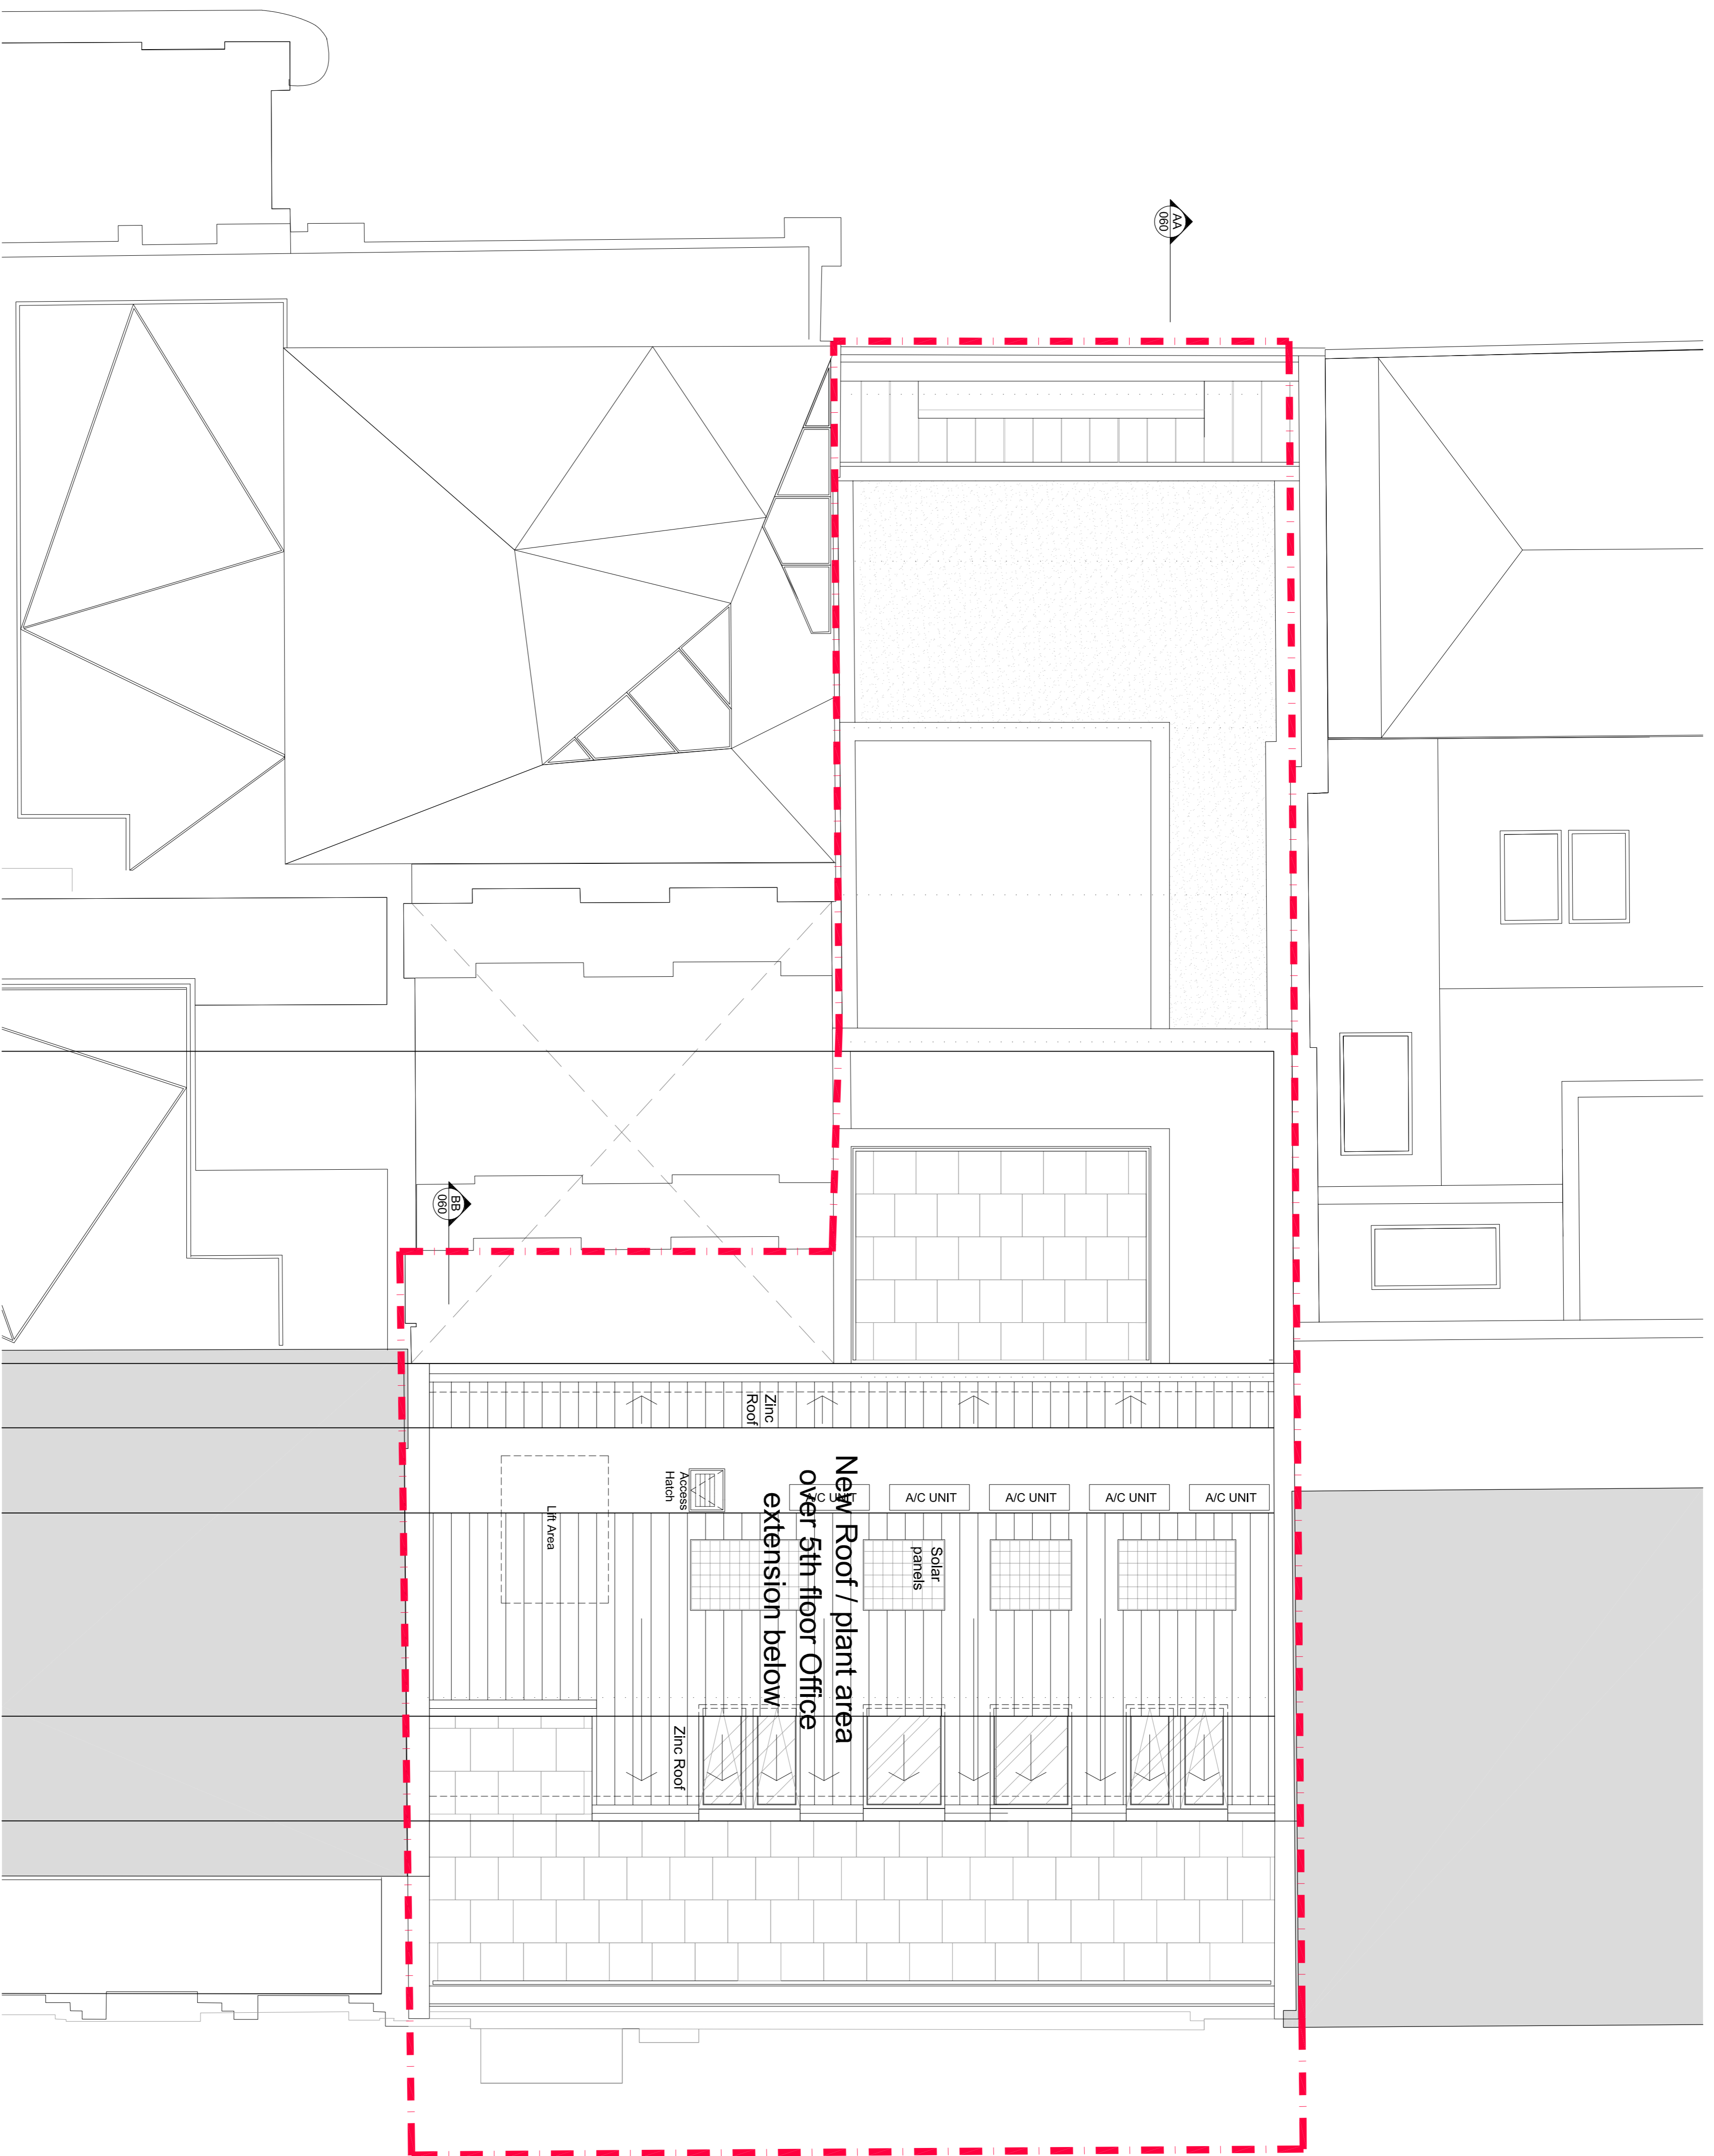 AA
060
BB
060
Zinc
Roof
Access
Hatch
Lift Area
A/C UNIT
A/C UNIT
A/C UNIT
A/C UNIT
A/C UNIT
New Roof / plant area
over 5th floor Office
extension below
Solar
panels
Zinc Roof